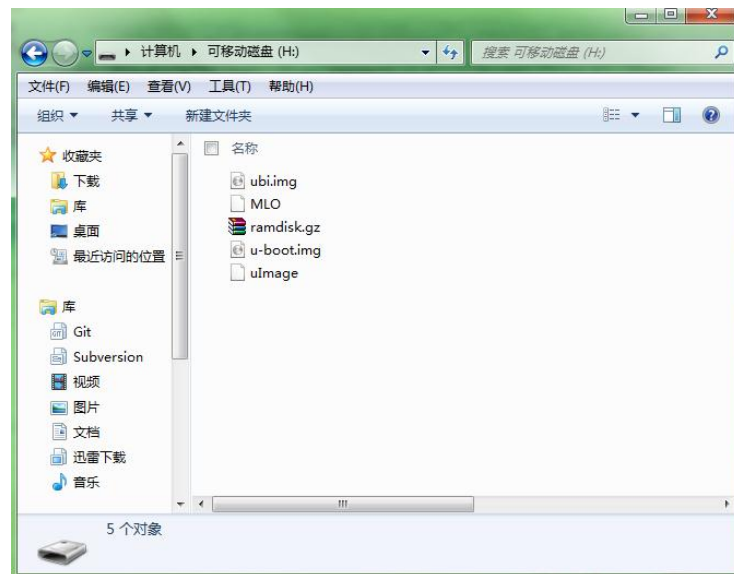 计算机 ▸ 可移动磁盘 (H:)
搜索 可移动磁盘 (H:)
文件(F) 编辑(E) 查看(V) 工具(T) 帮助(H)
组织 共享 新建文件夹
收藏夹
下载
库
桌面
最近访问的位置
库
Git
Subversion
视频
图片
文档
迅雷下载
音乐
名称
ubi.img
MLO
ramdisk.gz
u-boot.img
uImage
5 个对象